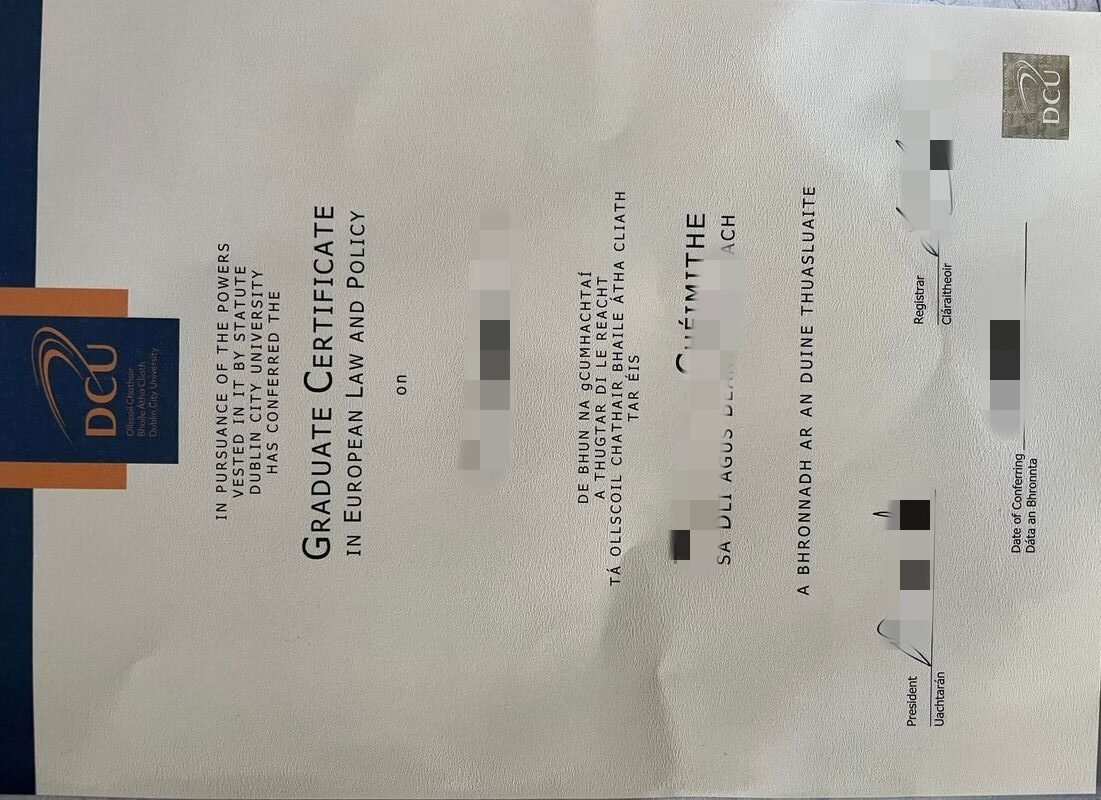 DCU
Ollscoil Chathair
Bhaile Átha Cliath
Dublin City University
IN PURSUANCE OF THE POWERS
VESTED IN IT BY STATUTE
DUBLIN CITY UNIVERSITY
HAS CONFERRED THE
GRADUATE CERTIFICATE
IN EUROPEAN LAW AND POLICY
on
DE BHUN NA gCUMHACHTAÍ
A THUGTAR DI LE REACHT
TÁ OLLSCOIL CHATHAIR BHAILE ÁTHA CLIATH
TAR ÉIS
SA DLÍ AGUS
A BHRONNADH AR AN DUINE THUASLUAITE
President
Uachtarán
Registrar
Cláraitheoir
Date of Conferring
Dáta an Bhronnta
DCU